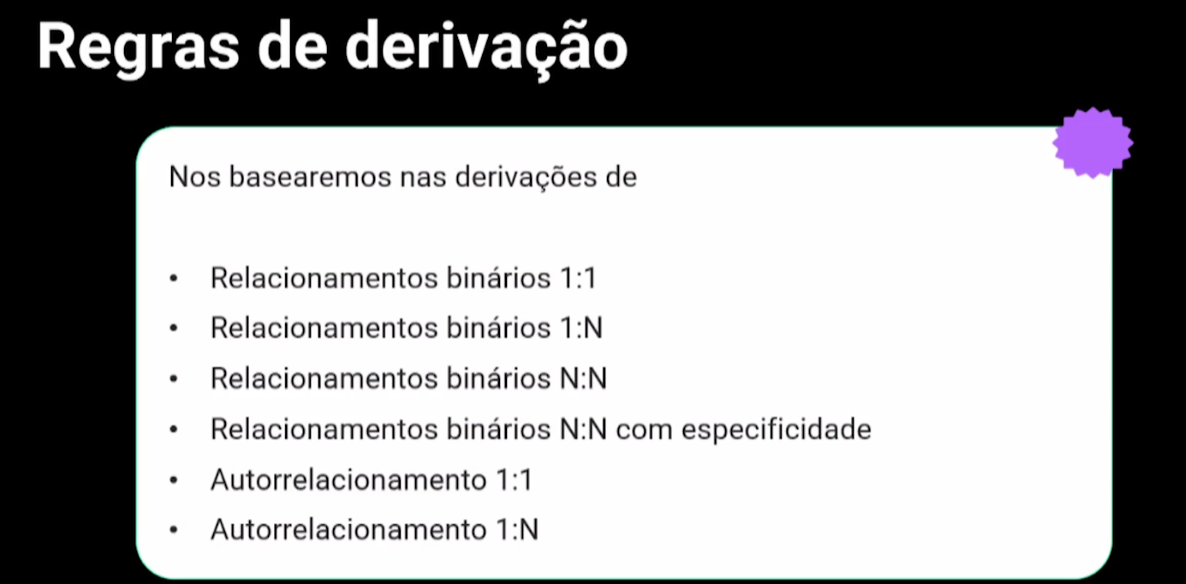 Regras de derivação
Nos basearemos nas derivações de
• Relacionamentos binários 1:1
• Relacionamentos binários 1:N
• Relacionamentos binários N:N
• Relacionamentos binários N:N com especificidade
• Autorrelacionamento 1:1
• Autorrelacionamento 1:N